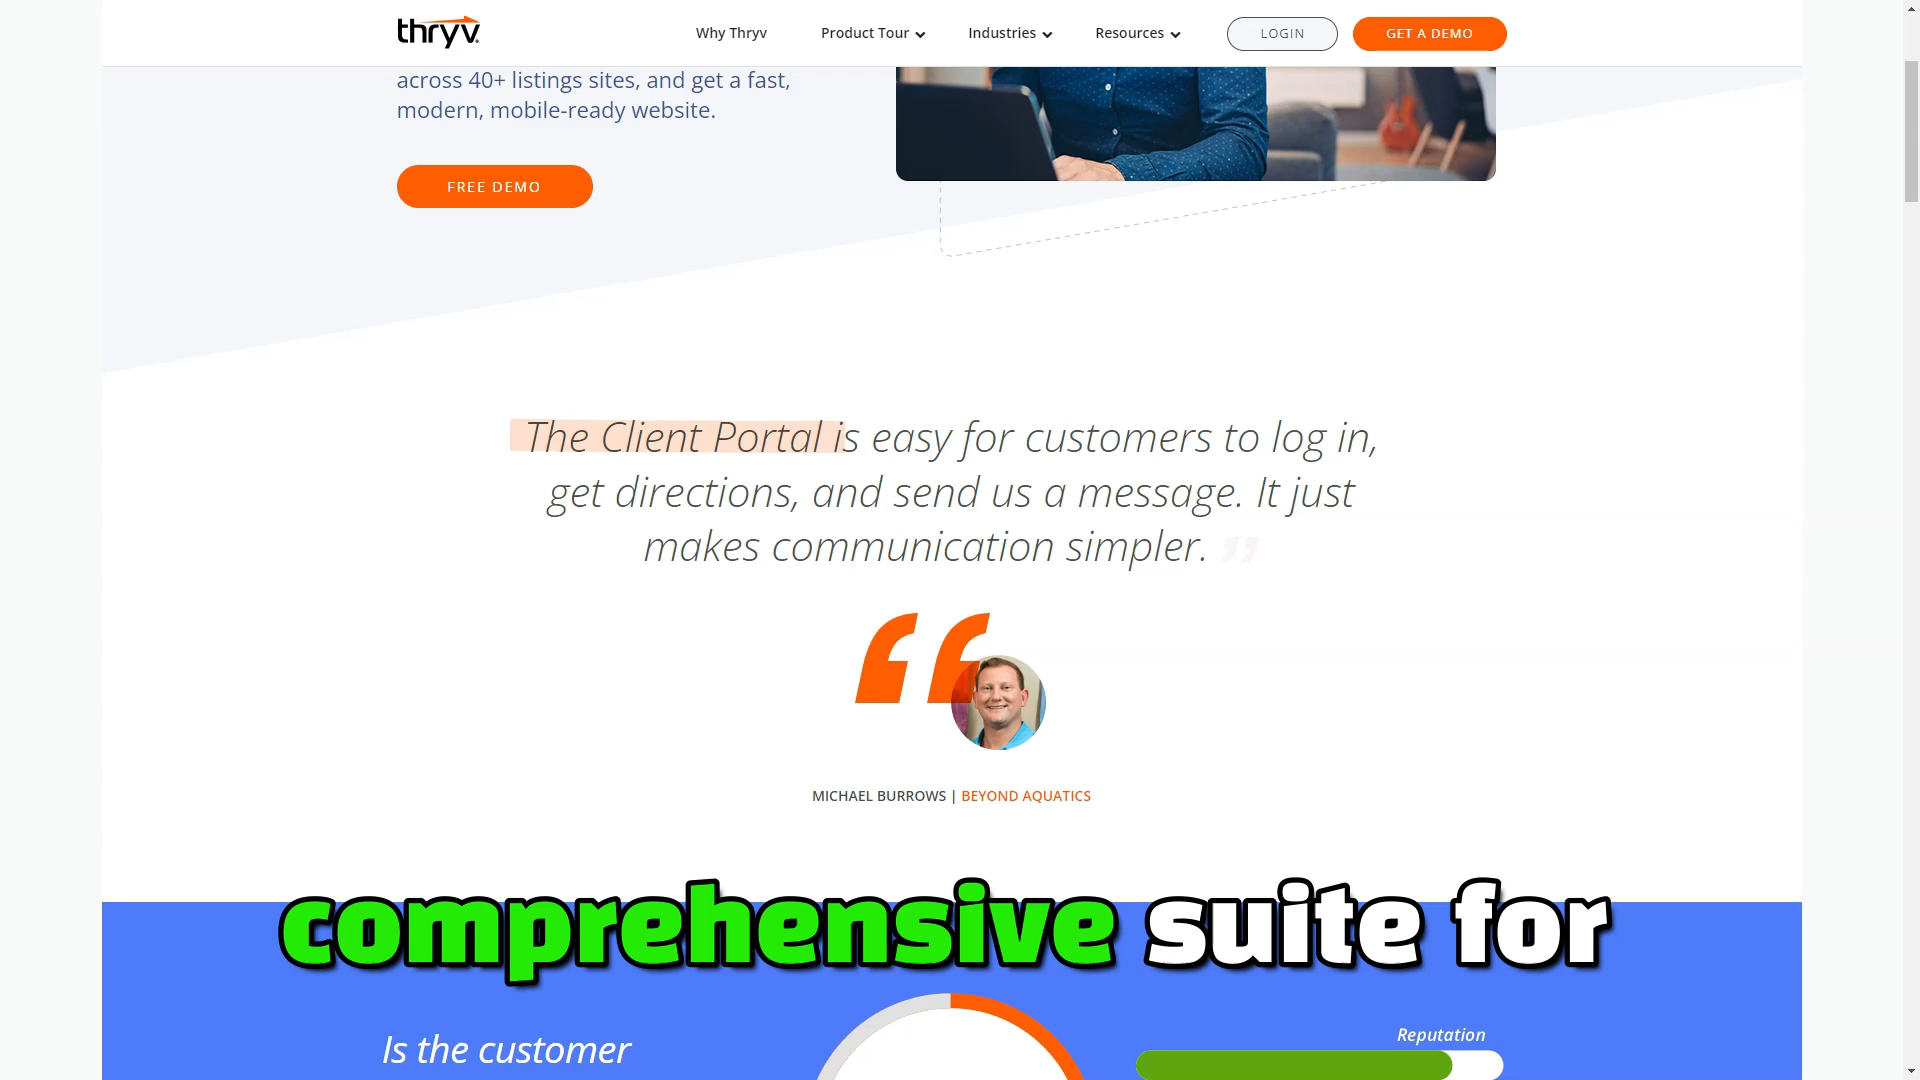 thryv
Why Thryv
Product Tour
Industries
Resources
LOGIN
GET A DEMO
across 40+ listings sites, and get a fast,
modern, mobile-ready website.
FREE DEMO
The Client Portal is easy for customers to log in,
get directions, and send us a message. It just
makes communication simpler. ”
“
MICHAEL BURROWS | BEYOND AQUATICS
comprehensive suite for
Is the customer
Reputation